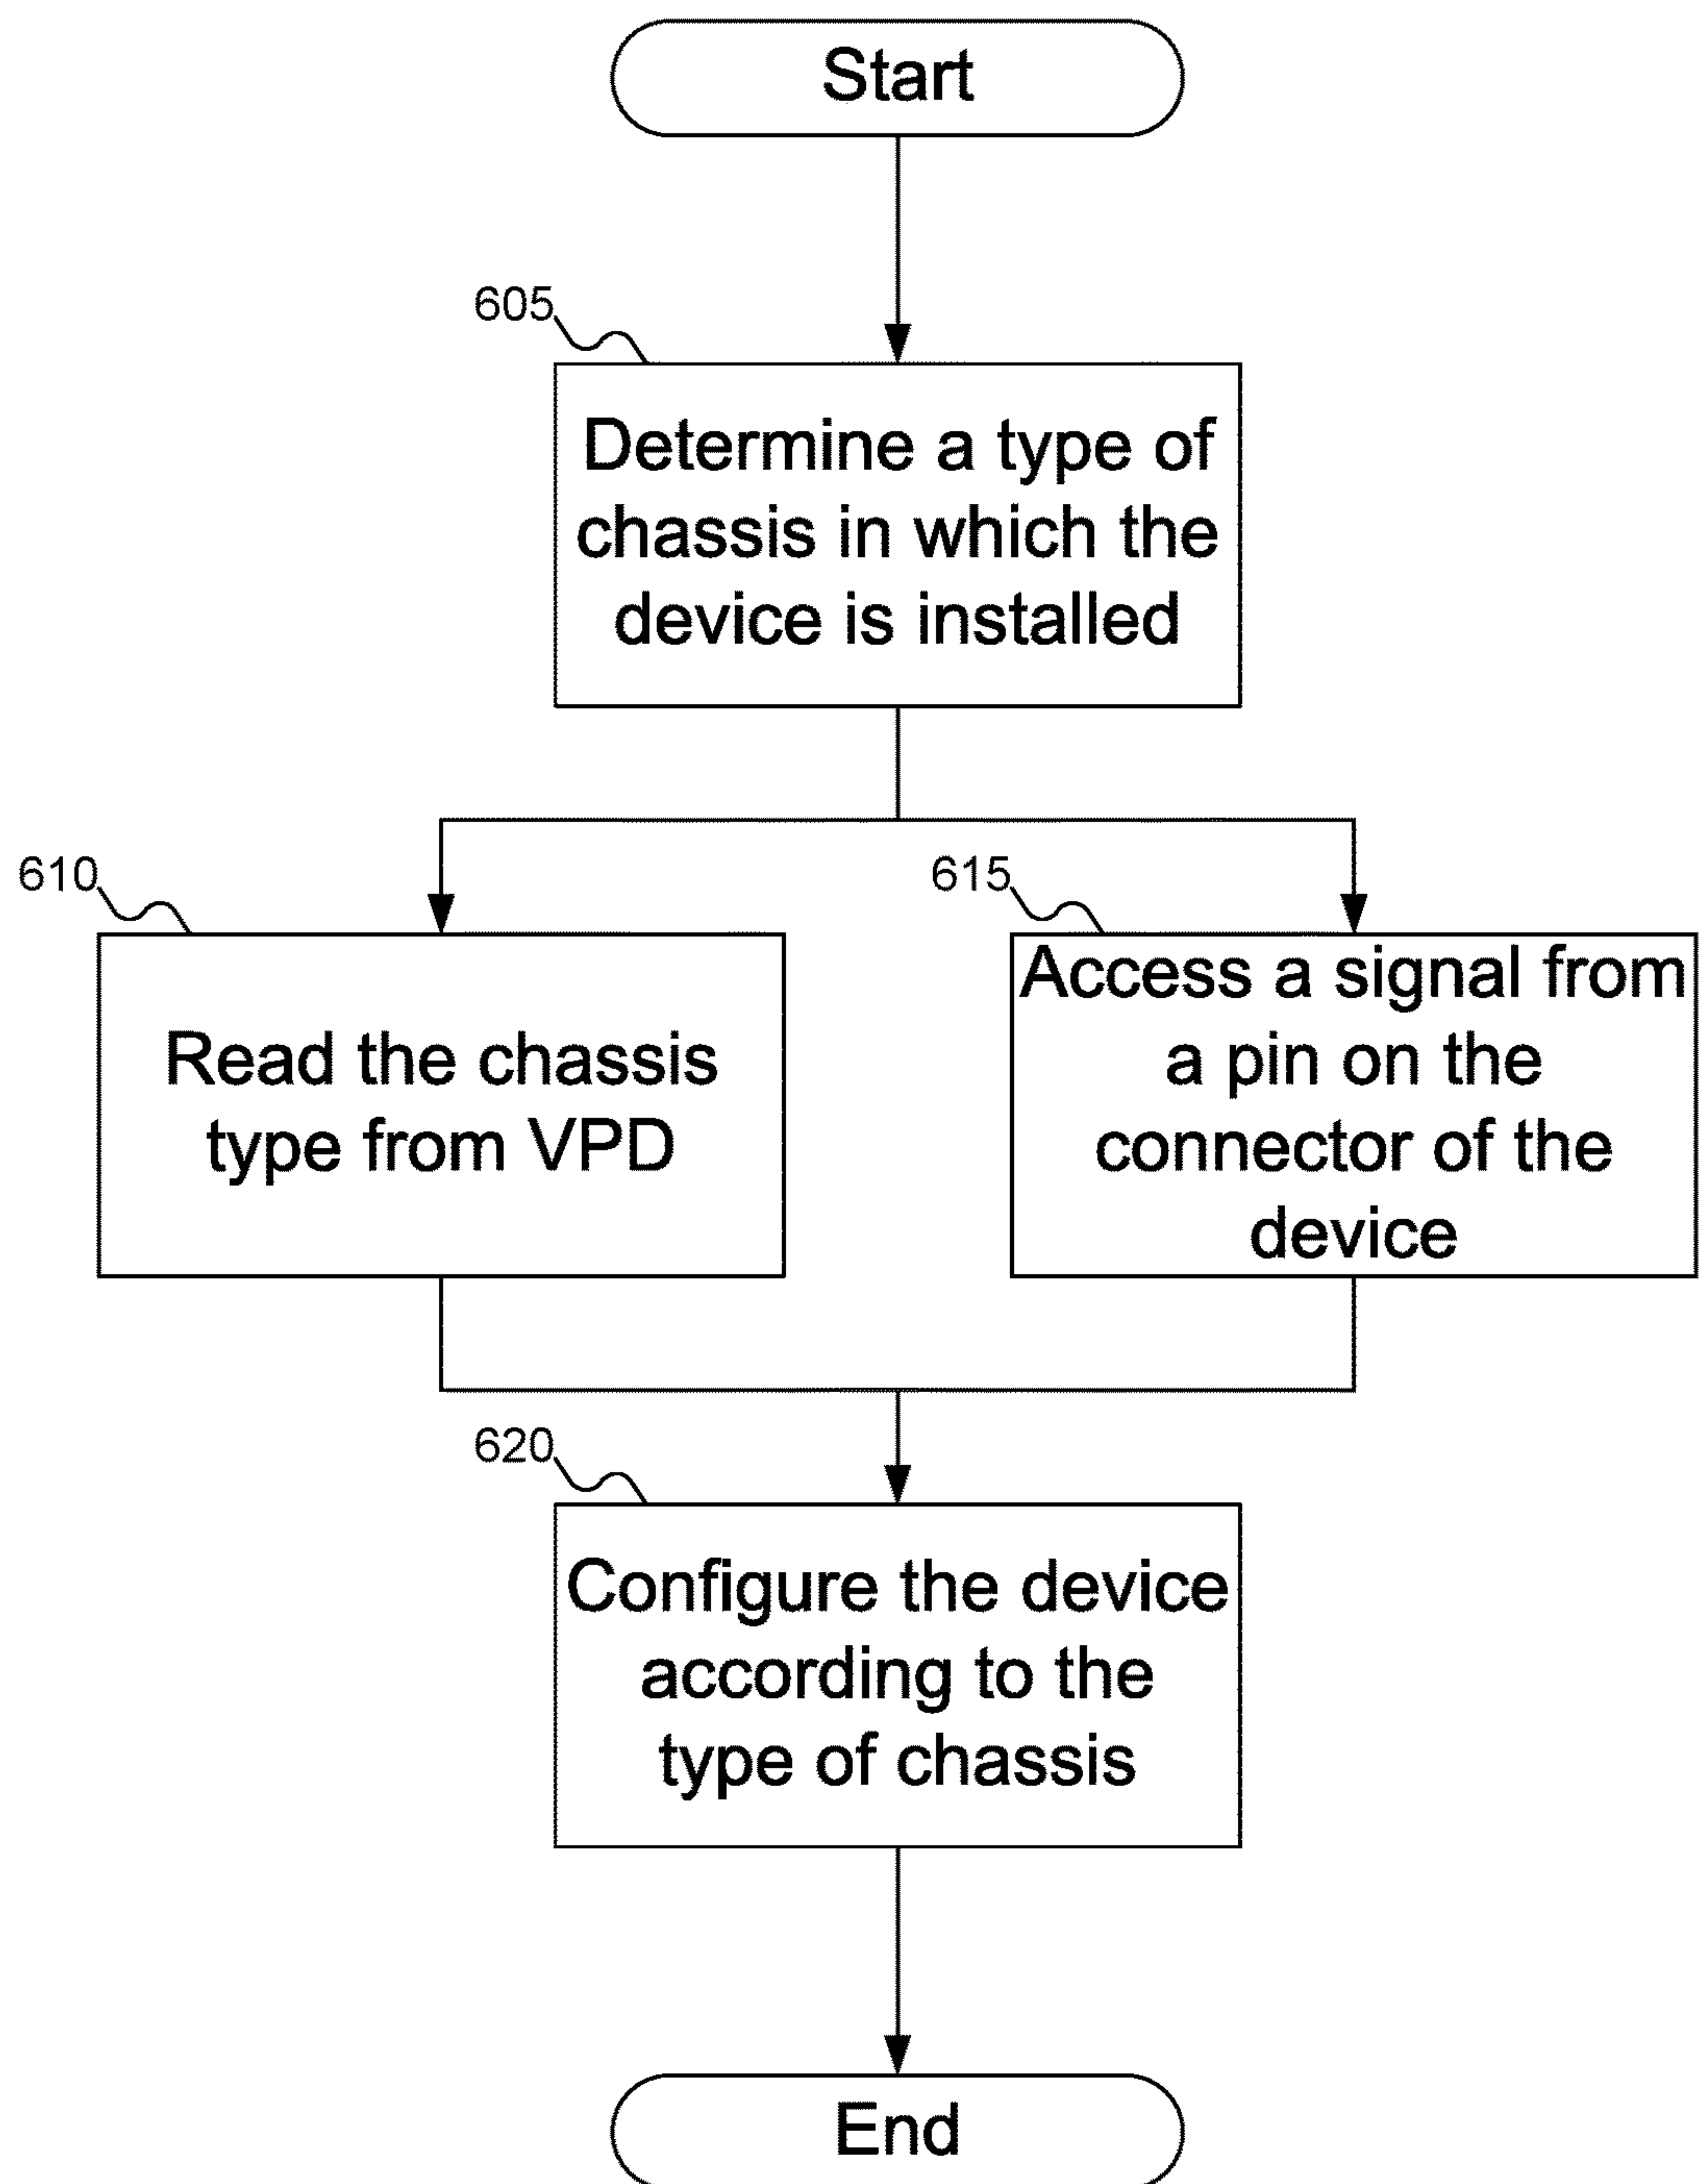 Start
605
Determine a type of
chassis in which the
device is installed
610
Read the chassis
type from VPD
615
Access a signal from
a pin on the
connector of the
device
620
Configure the device
according to the
type of chassis
End